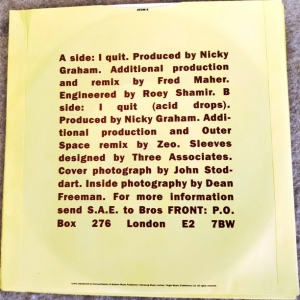 A side: I quit. Produced by Nicky
Graham. Additional production
and remix by Fred Maher.
Engineered by Roey Shamir. B
side: I quit (acid drops).
Produced by Nicky Graham. Addi-
tional production and Outer
Space remix by Zeo. Sleeves
designed by Three Associates.
Cover photograph by John Stod-
dart. Inside photography by Dean
Freeman. For more information
send S.A.E. to Bros FRONT: P.O.
Box 276 London E2 7BW